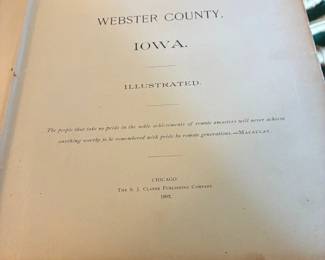 WEBSTER COUNTY,
IOWA.
ILLUSTRATED.
The people that take no pride in the noble achievements of remote ancestors will never achieve
anything worthy to be remembered with pride by remote generations.—MACAULAY.
CHICAGO:
THE S. J. CLARKE PUBLISHING COMPANY.